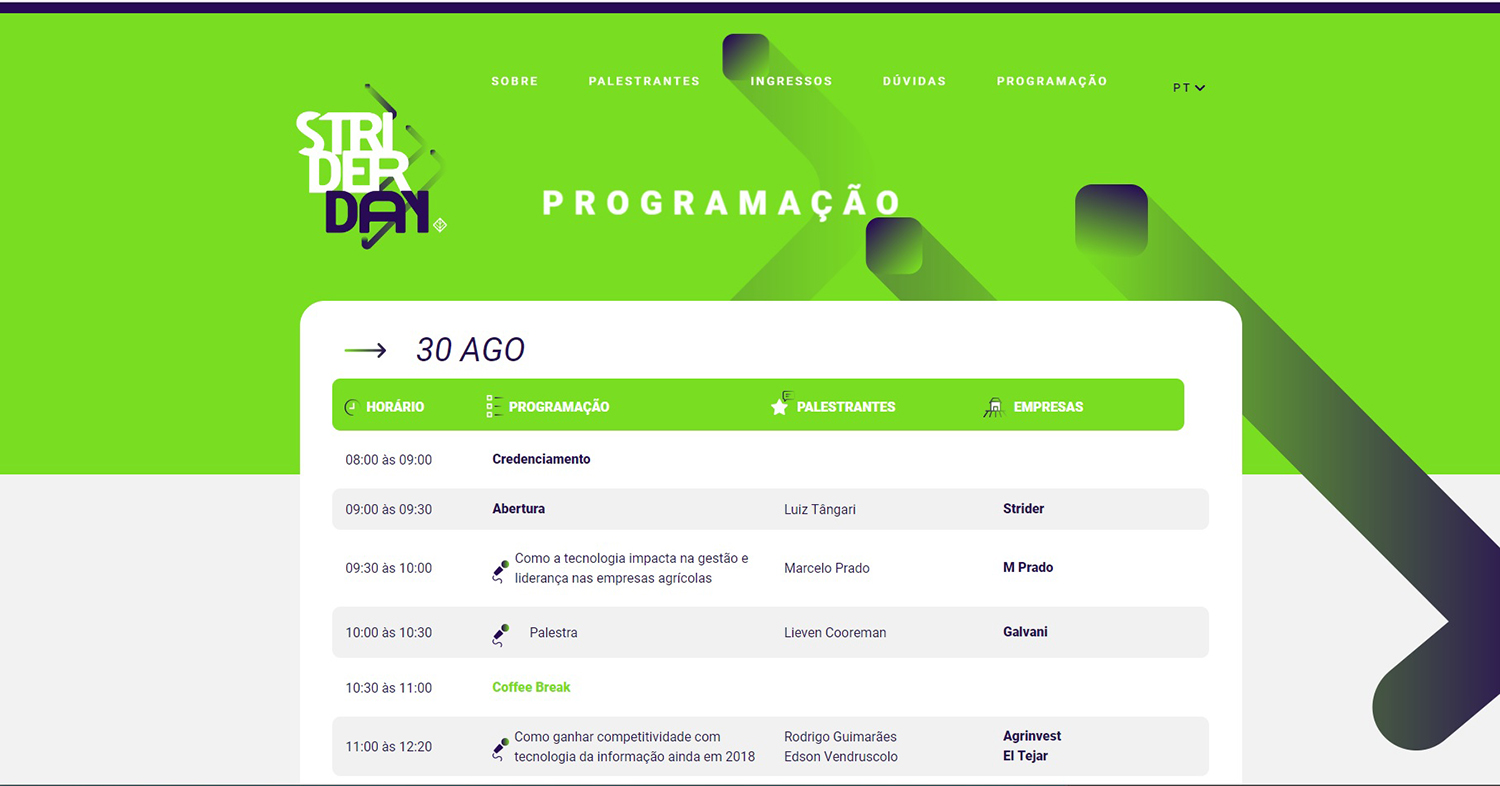 SOBRE PALESTRANTES INGRESSOS DÚVIDAS PROGRAMAÇÃO PT
STRI
DER
DAY
PROGRAMAÇÃO
30 AGO
HORÁRIO PROGRAMAÇÃO PALESTRANTES EMPRESAS
08:00 às 09:00 Credenciamento
09:00 às 09:30 Abertura Luiz Tângari Strider
09:30 às 10:00 Como a tecnologia impacta na gestão e
liderança nas empresas agrícolas Marcelo Prado M Prado
10:00 às 10:30 Palestra Lieven Cooreman Galvani
10:30 às 11:00 Coffee Break
11:00 às 12:20 Como ganhar competitividade com
tecnologia da informação ainda em 2018
Rodrigo Guimarães Agrinvest
Edson Vendruscolo El Tejar